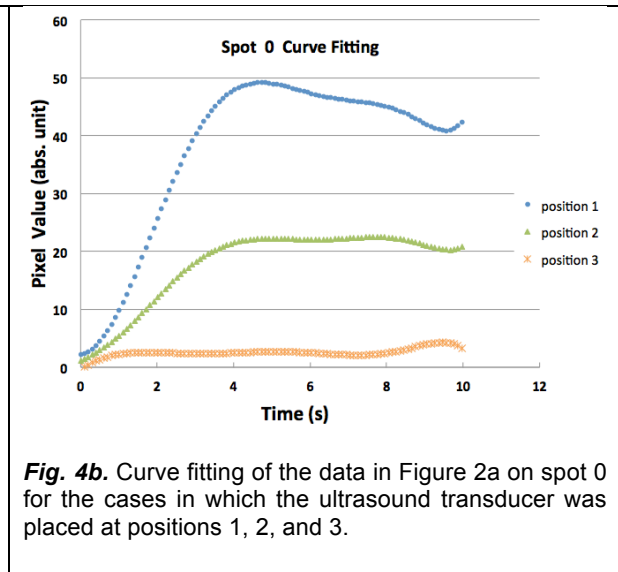 60
Spot 0 Curve Fitting
50
40
30
20
10
0
Pixel Value (abs. unit)
position 1
position 2
position 3
0 2 4 6 8 10 12
Time (s)
Fig. 4b. Curve fitting of the data in Figure 2a on spot 0
for the cases in which the ultrasound transducer was
placed at positions 1, 2, and 3.